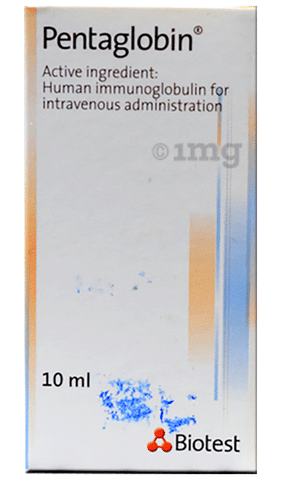 Pentaglobin®
Active ingredient:
Human immunoglobulin for
intravenous administration
©1mg
10 ml
Biotest